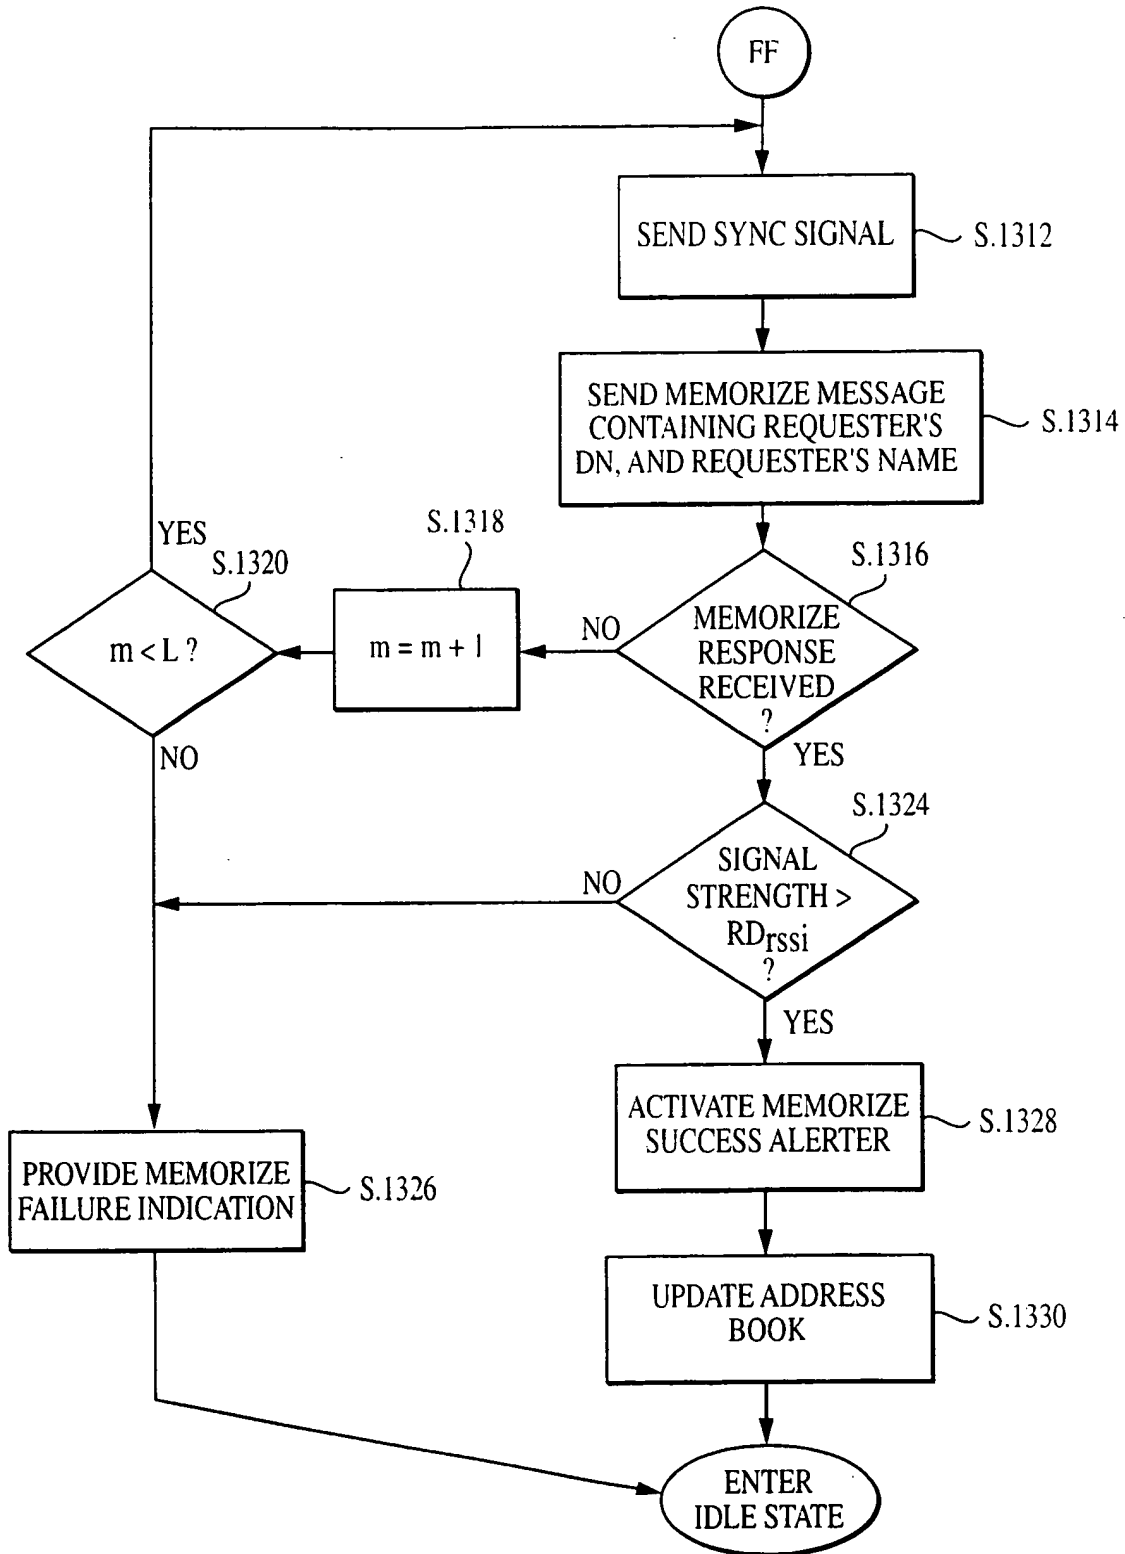 FF
SEND SYNC SIGNAL
S.1312
SEND MEMORIZE MESSAGE
CONTAINING REQUESTER'S
DN, AND REQUESTER'S NAME
S.1314
MEMORIZE
RESPONSE
RECEIVED
?
S.1316
NO
YES
m = m + 1
S.1318
m < L ?
S.1320
YES
NO
SIGNAL
STRENGTH >
RDrssi
?
S.1324
NO
YES
ACTIVATE MEMORIZE
SUCCESS ALERTER
S.1328
PROVIDE MEMORIZE
FAILURE INDICATION
S.1326
UPDATE ADDRESS
BOOK
S.1330
ENTER
IDLE STATE